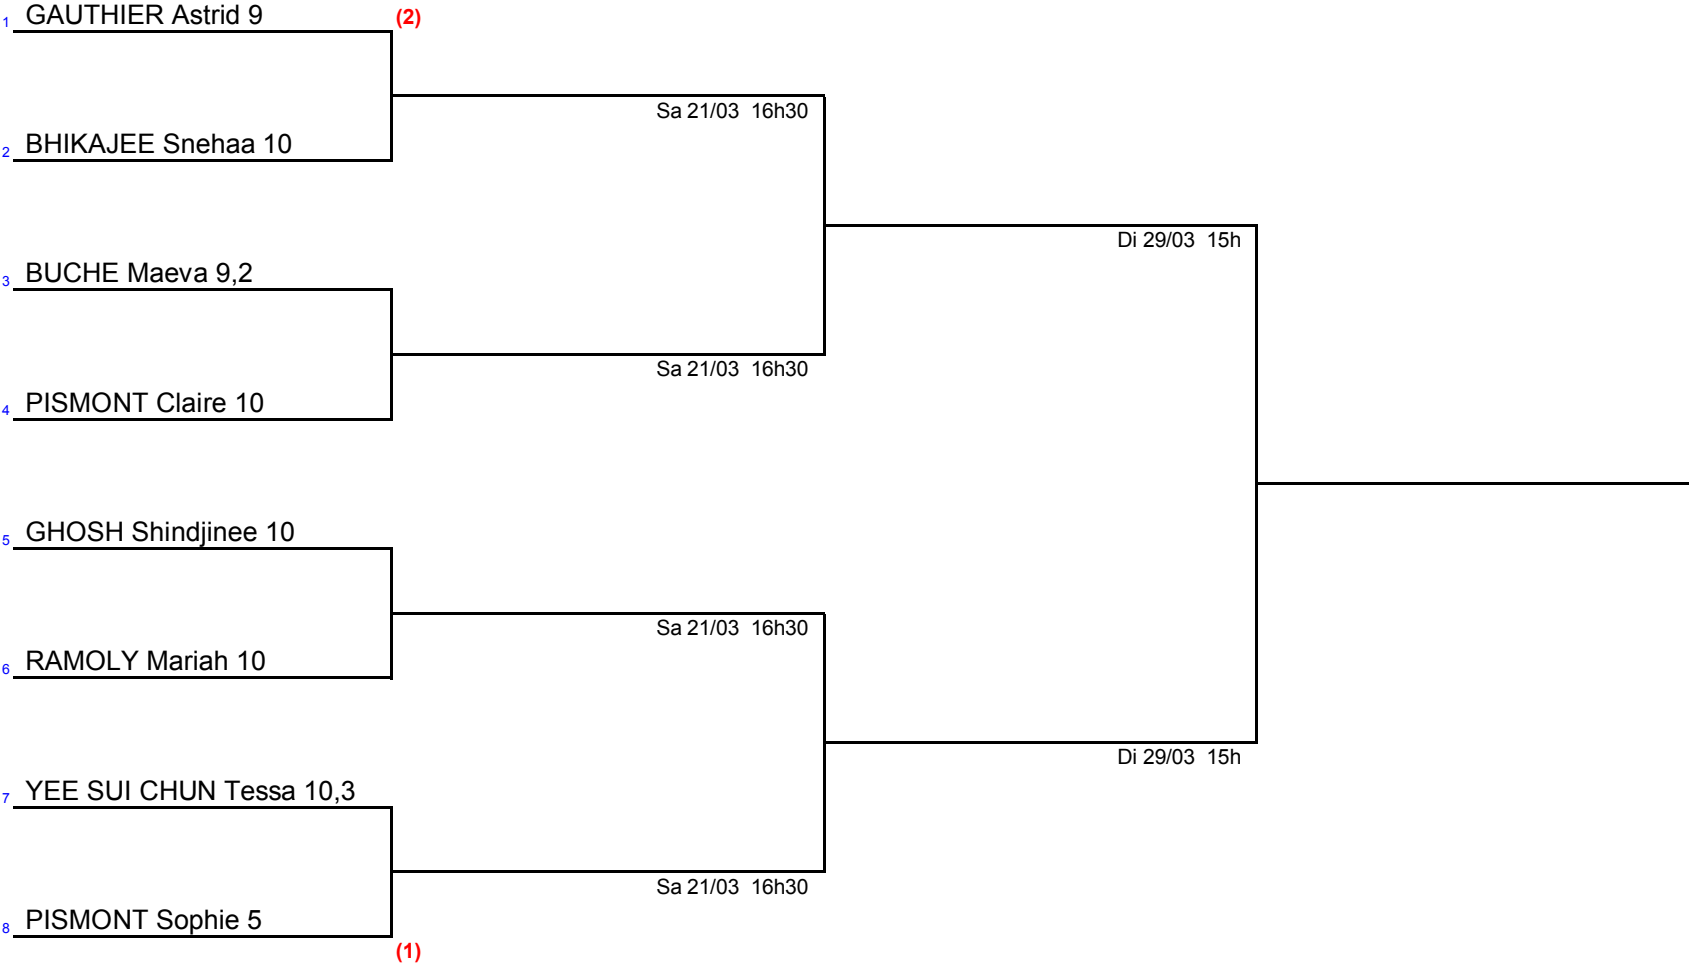 1 GAUTHIER Astrid 9 (2)
Sa 21/03 16h30
2 BHIKAJEE Snehaa 10
Di 29/03 15h
3 BUCHE Maeva 9,2
Sa 21/03 16h30
4 PISMONT Claire 10
5 GHOSH Shindjinee 10
Sa 21/03 16h30
6 RAMOLY Mariah 10
Di 29/03 15h
7 YEE SUI CHUN Tessa 10,3
Sa 21/03 16h30
8 PISMONT Sophie 5
(1)